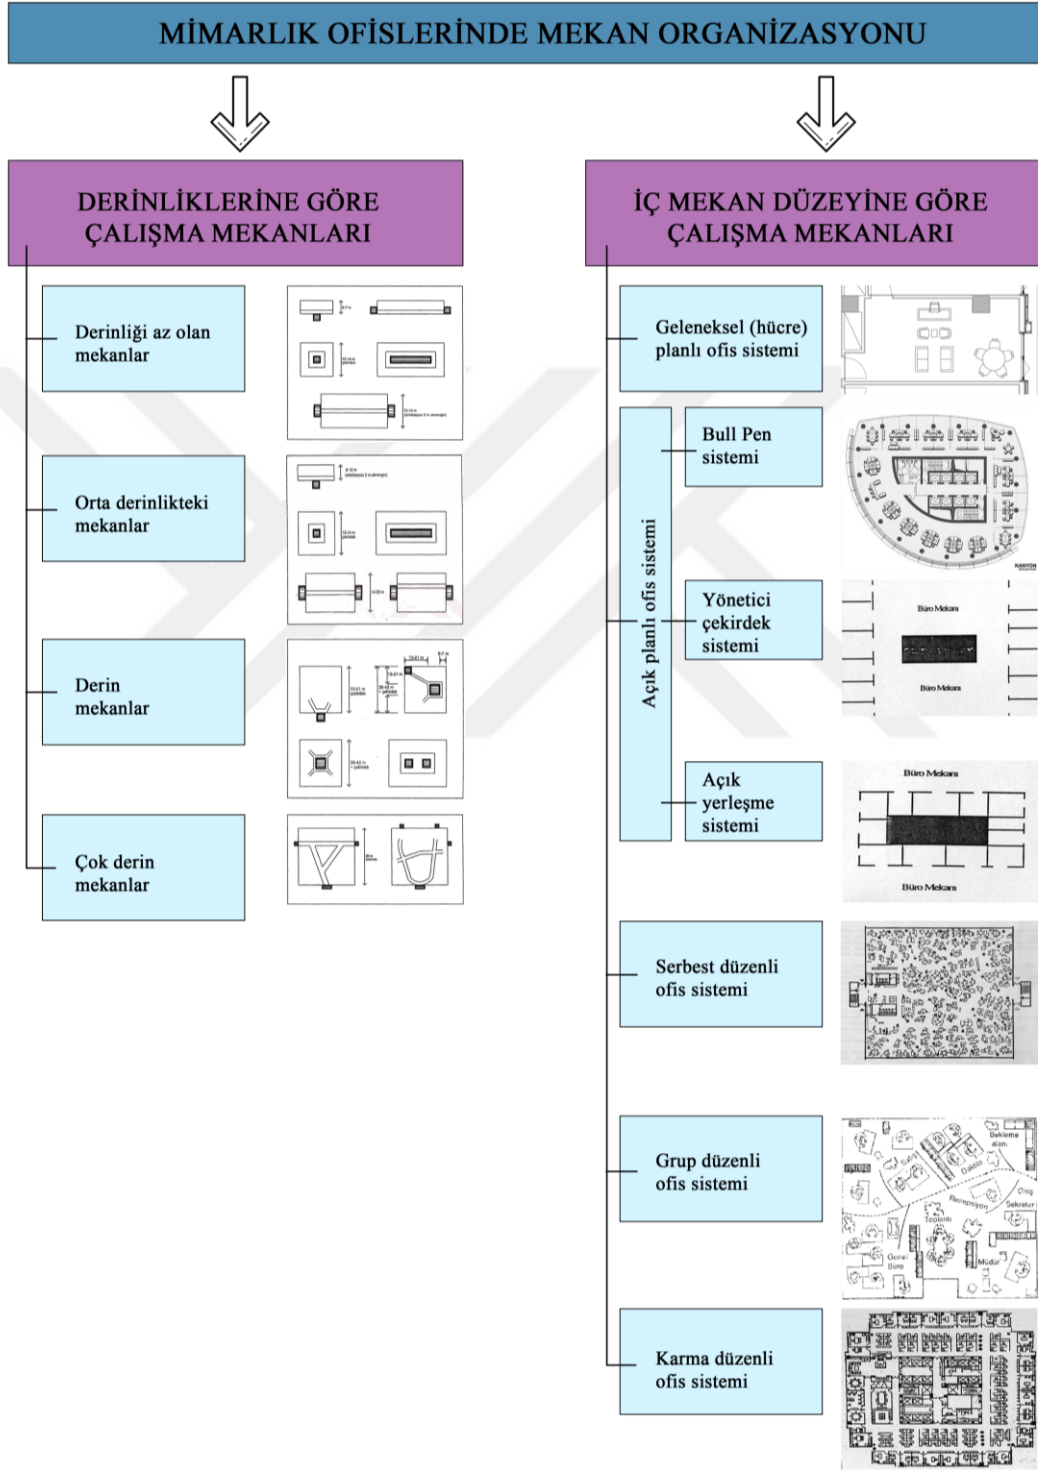 MİMARLIK OFİSLERİNDE MEKAN ORGANİZASYONU
DERİNLİKLERİNE GÖRE
ÇALIŞMA MEKANLARI
Derinliği az olan
mekanlar
Orta derinlikteki
mekanlar
Derin
mekanlar
Çok derin
mekanlar
İÇ MEKAN DÜZEYİNE GÖRE
ÇALIŞMA MEKANLARI
Geleneksel (hücre)
planlı ofis sistemi
Açık planlı ofis sistemi
Bull Pen
sistemi
KANYON
Yönetici
çekirdek
sistemi
Büro Mekanı
Büro Mekanı
Açık
yerleşme
sistemi
Büro Mekanı
Büro Mekanı
Serbest düzenli
ofis sistemi
Grup düzenli
ofis sistemi
Bekleme
alanı
Satış
Daktilo
Giriş
Resepsiyon
Sekreter
Toplantı
Genel
Büro
Müdür
Karma düzenli
ofis sistemi